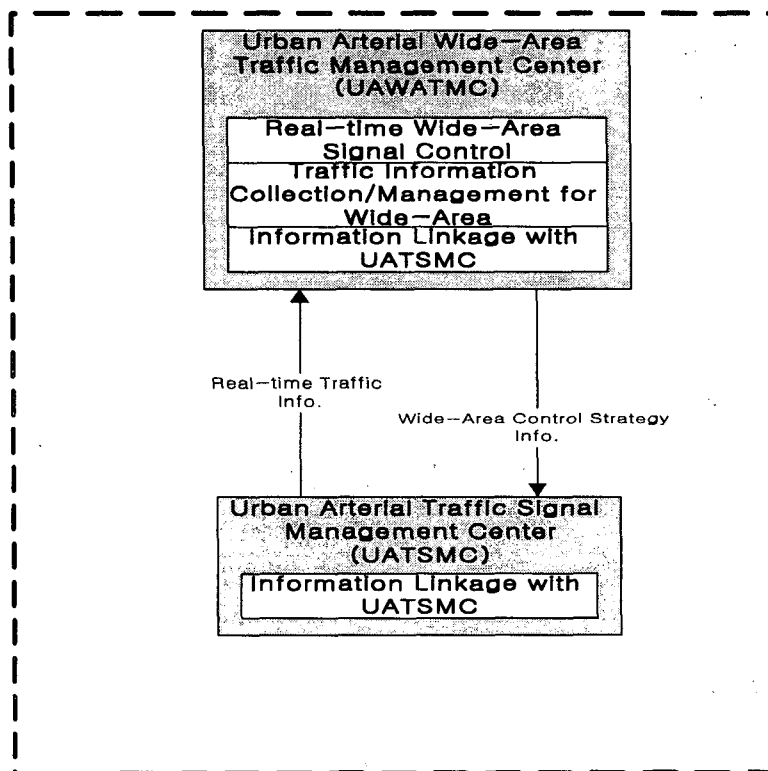 Urban Arterial Wide-Area
Traffic Management Center
(UAWATMC)
Real-time Wide-Area
Signal Control
Traffic Information
Collection/Management for
Wide-Area
Information Linkage with
UATSMC
Real-time Traffic
Info.
Wide-Area Control Strategy
Info.
Urban Arterial Traffic Signal
Management Center
(UATSMC)
Information Linkage with
UATSMC